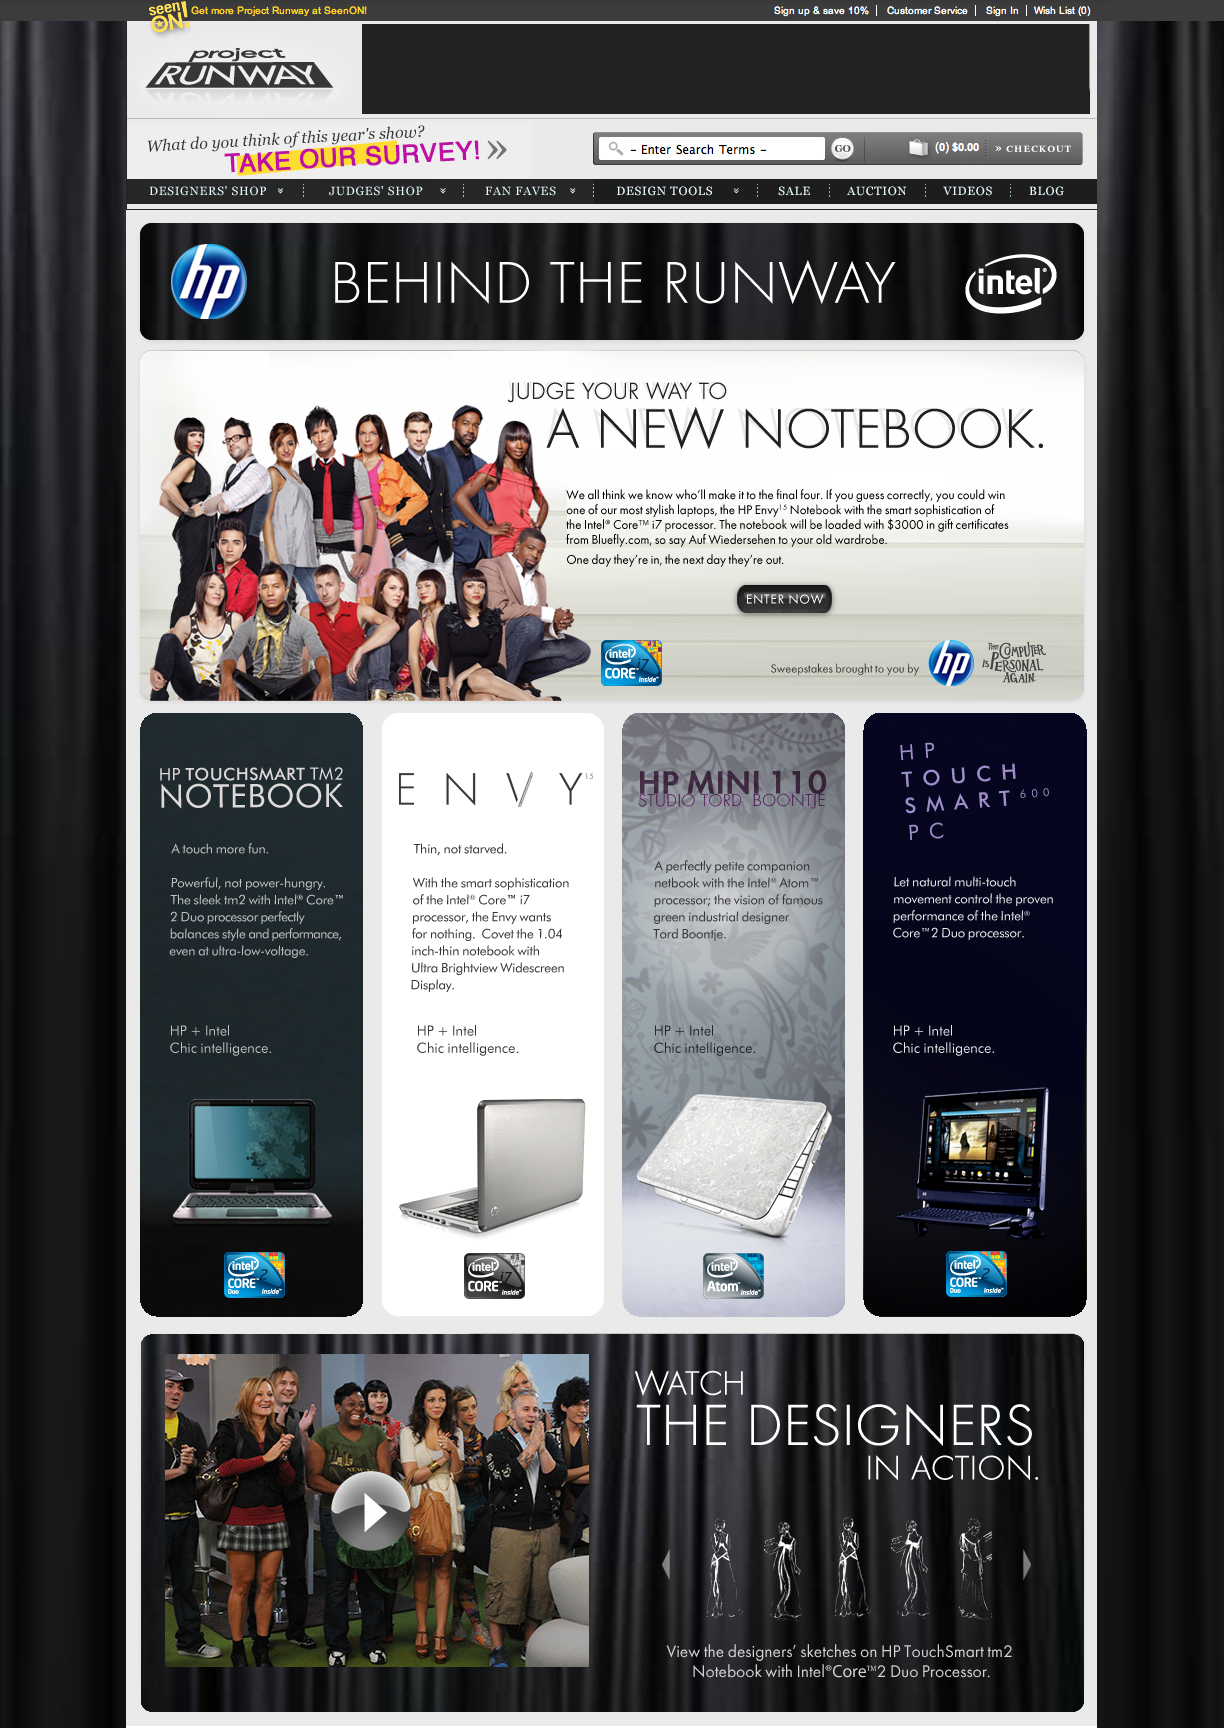 seen ON! Get more Project Runway at SeenON!
Sign up & save 10% | Customer Service | Sign In | Wish List (0)
project
RUNWAY
What do you think of this year's show?
TAKE OUR SURVEY! »
- Enter Search Terms -
GO
(0) $0.00
» CHECKOUT
DESIGNERS' SHOP
JUDGES' SHOP
FAN FAVES
DESIGN TOOLS
SALE
AUCTION
VIDEOS
BLOG
hp
BEHIND THE RUNWAY
intel®
JUDGE YOUR WAY TO
A NEW NOTEBOOK.
We all think we know who'll make it to the final four. If you guess correctly, you could win
one of our most stylish laptops, the HP Envy15 Notebook with the smart sophistication of
the Intel® Core™ i7 processor. The notebook will be loaded with $3000 in gift certificates
from Bluefly.com, so say Auf Wiedersehen to your old wardrobe.
One day they're in, the next day they're out.
ENTER NOW
intel
CORE™ i7
inside™
Sweepstakes brought to you by
hp
The COMPUTER
is PERSONAL
AGAIN.
HP TOUCHSMART TM2
NOTEBOOK
A touch more fun.
Powerful, not power-hungry.
The sleek tm2 with Intel® Core™
2 Duo processor perfectly
balances style and performance,
even at ultra-low-voltage.
HP + Intel
Chic intelligence.
intel
CORE™ 2
Duo inside™
ENVY 15
Thin, not starved.
With the smart sophistication
of the Intel® Core™ i7
processor, the Envy wants
for nothing. Covet the 1.04
inch-thin notebook with
Ultra Brightview Widescreen
Display.
HP + Intel
Chic intelligence.
intel
CORE™ i7
inside™
HP MINI 110
STUDIO TORD BOONTJE
A perfectly petite companion
netbook with the Intel® Atom™
processor; the vision of famous
green industrial designer
Tord Boontje.
HP + Intel
Chic intelligence.
intel
Atom™
inside™
HP
TOUCH
SMART 600
PC
Let natural multi-touch
movement control the proven
performance of the Intel®
Core™2 Duo processor.
HP + Intel
Chic intelligence.
intel
CORE™ 2
Duo inside™
WATCH
THE DESIGNERS
IN ACTION.
View the designers' sketches on HP TouchSmart tm2
Notebook with Intel®Core™2 Duo Processor.